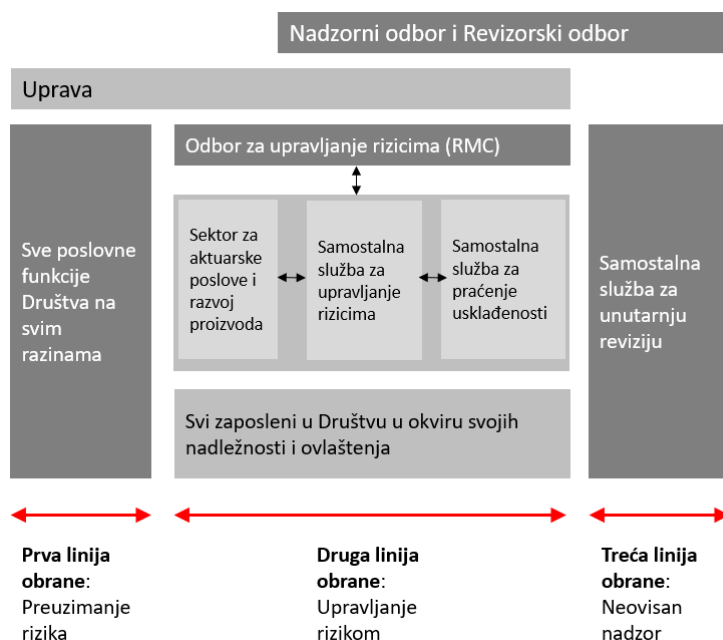 Nadzorni odbor i Revizorski odbor
Uprava
Sve poslovne
funkcije
Društva na
svim
razinama
Odbor za upravljanje rizicima (RMC)
Sektor za
aktuarske
poslove i
razvoj
proizvoda
Samostalna
služba za
upravljanje
rizicima
Samostalna
služba za
praćenje
usklađenosti
Svi zaposleni u Društvu u okviru svojih
nadležnosti i ovlaštenja
Samostalna
služba za
unutarnju
reviziju
Prva linija
obrane:
Preuzimanje
rizika
Druga linija
obrane:
Upravljanje
rizikom
Treća linija
obrane:
Neovisan
nadzor